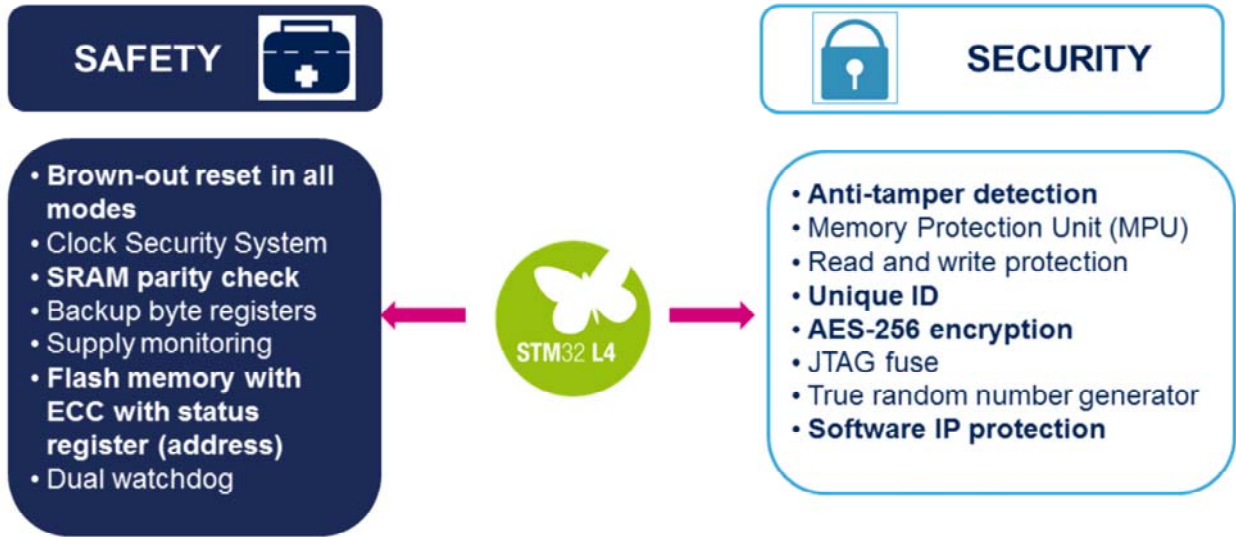 SAFETY
• Brown-out reset in all
modes
• Clock Security System
• SRAM parity check
• Backup byte registers
• Supply monitoring
• Flash memory with
ECC with status
register (address)
• Dual watchdog
STM32 L4
SECURITY
• Anti-tamper detection
• Memory Protection Unit (MPU)
• Read and write protection
• Unique ID
• AES-256 encryption
• JTAG fuse
• True random number generator
• Software IP protection